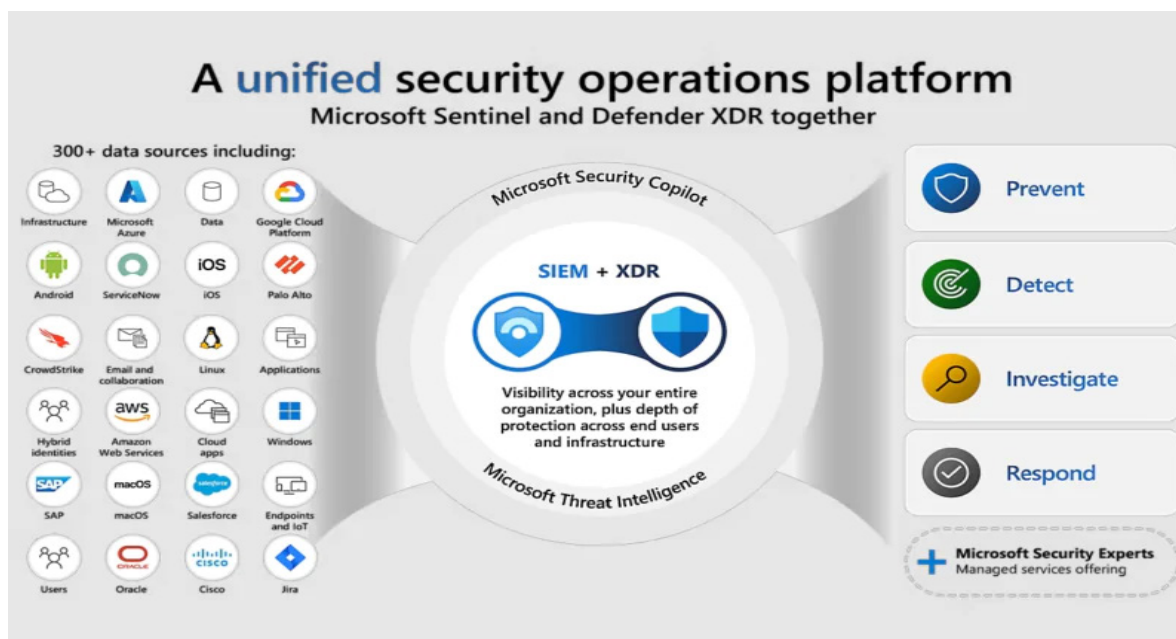 A unified security operations platform
Microsoft Sentinel and Defender XDR together
300+ data sources including:
Infrastructure
Microsoft
Azure
Data
Google Cloud
Platform
Android
ServiceNow
iOS
iOS
Palo Alto
CrowdStrike
Email and
collaboration
Linux
Applications
Hybrid
identities
aws
Amazon
Web Services
Cloud
apps
Windows
SAP
SAP
macOS
macOS
salesforce
Salesforce
Endpoints
and IoT
Users
ORACLE
Oracle
CISCO
Cisco
Jira
Microsoft Security Copilot
SIEM + XDR
Visibility across your entire
organization, plus depth of
protection across end users
and infrastructure
Microsoft Threat Intelligence
Prevent
Detect
Investigate
Respond
Microsoft Security Experts
Managed services offering